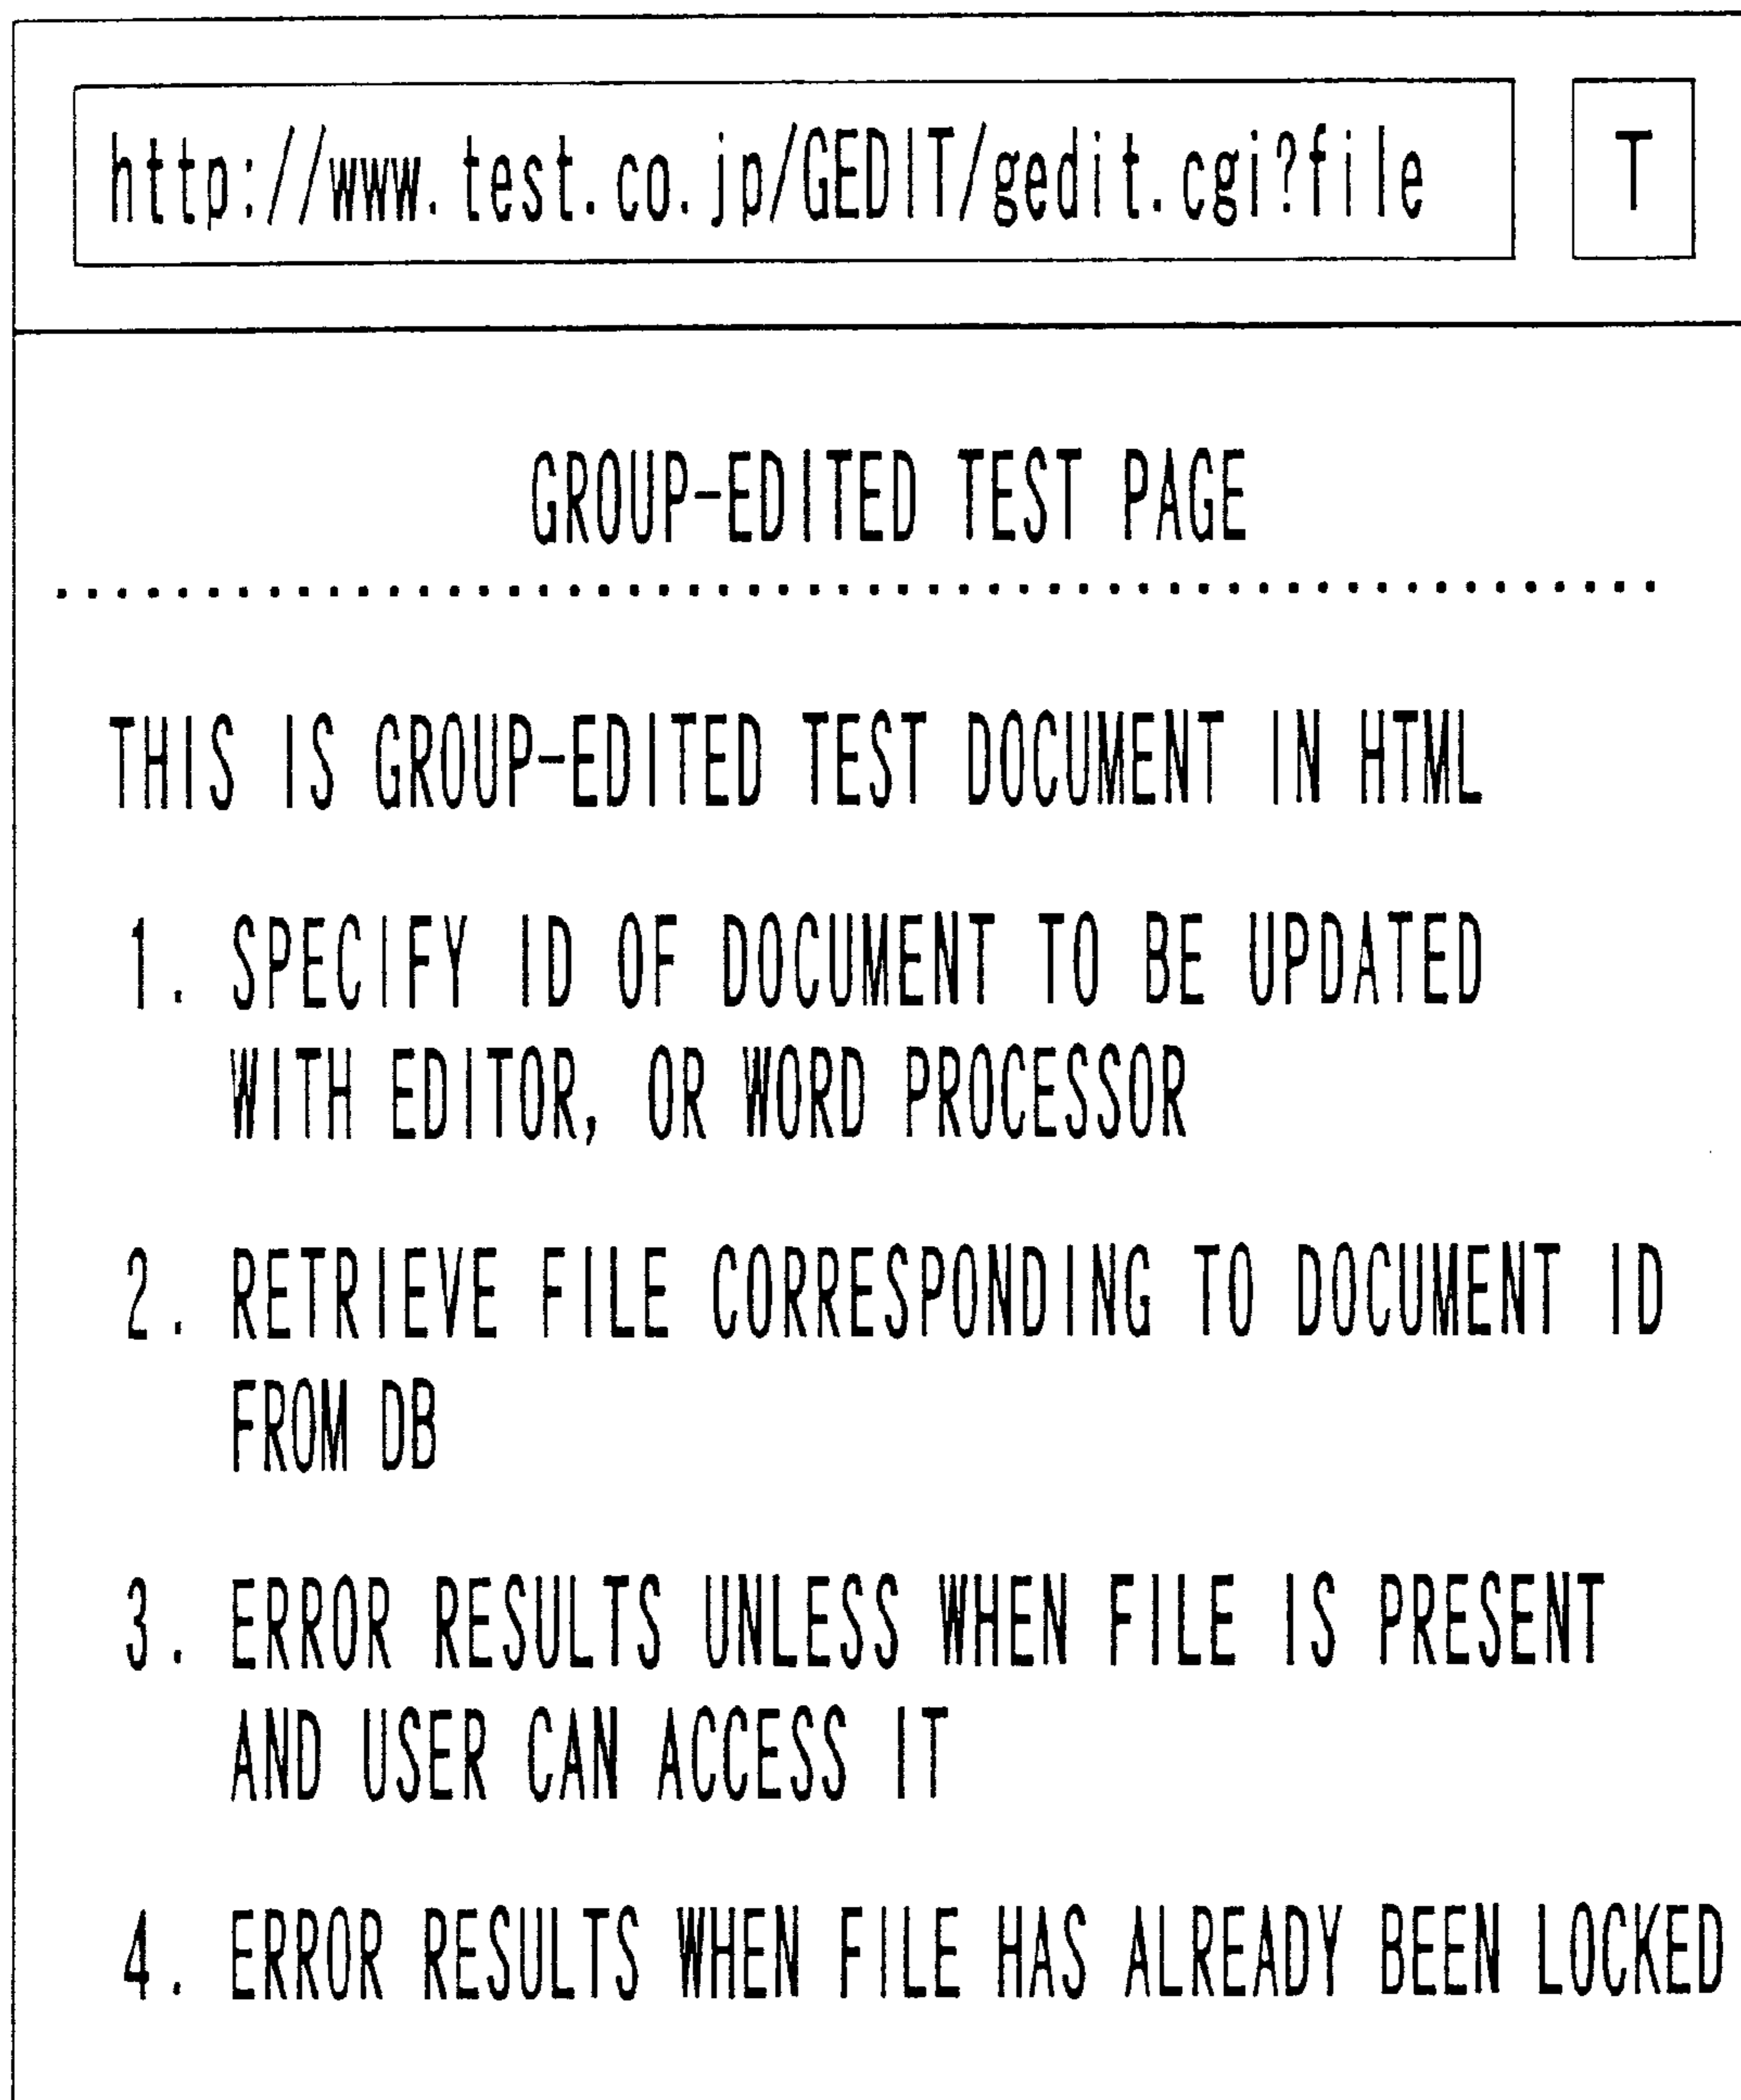 http://www.test.co.jp/GEDIT/gedit.cgi?file T
GROUP-EDITED TEST PAGE
THIS IS GROUP-EDITED TEST DOCUMENT IN HTML
1. SPECIFY ID OF DOCUMENT TO BE UPDATED
WITH EDITOR, OR WORD PROCESSOR
2. RETRIEVE FILE CORRESPONDING TO DOCUMENT ID
FROM DB
3. ERROR RESULTS UNLESS WHEN FILE IS PRESENT
AND USER CAN ACCESS IT
4. ERROR RESULTS WHEN FILE HAS ALREADY BEEN LOCKED